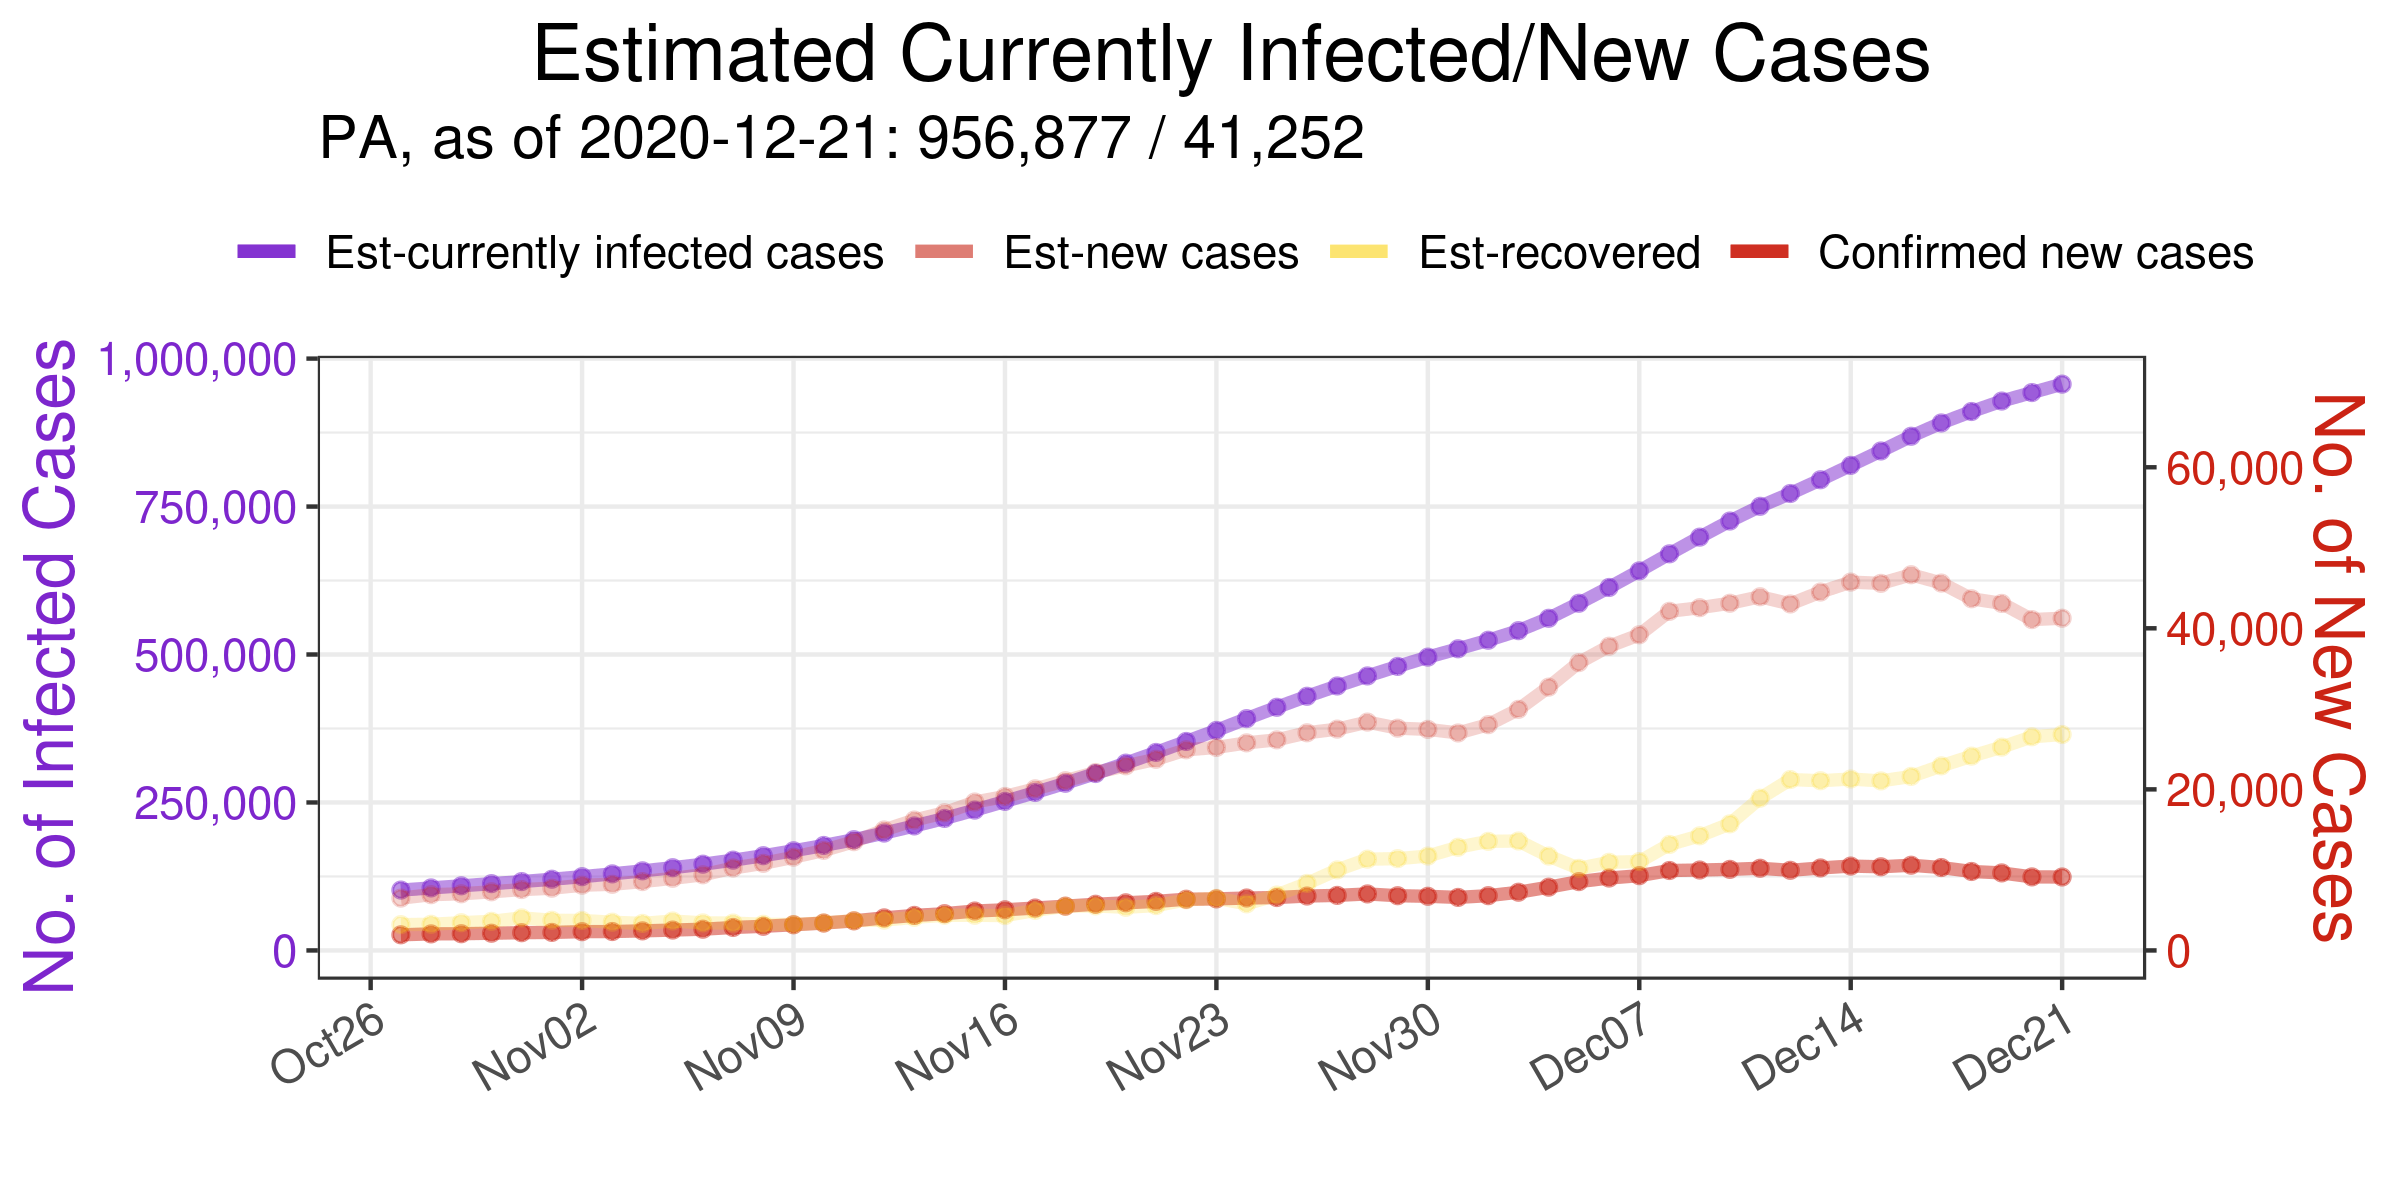 Estimated Currently Infected/New Cases
PA, as of 2020-12-21: 956,877 / 41,252
Est-currently infected cases Est-new cases Est-recovered Confirmed new cases
No. of Infected Cases
1,000,000
750,000
500,000
250,000
0
60,000
40,000
20,000
0
No. of New Cases
Oct26 Nov02 Nov09 Nov16 Nov23 Nov30 Dec07 Dec14 Dec21